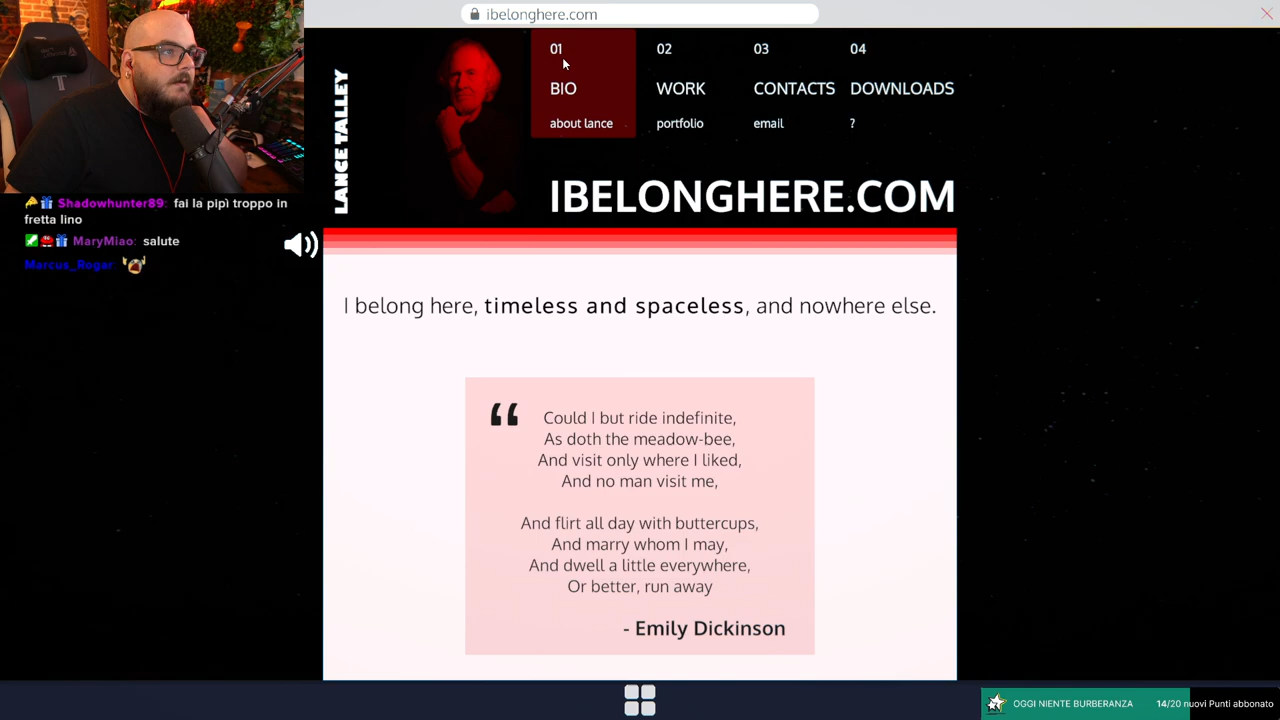 ibelonghere.com
LANCE TALLEY
01
BIO
about lance
02
WORK
portfolio
03
CONTACTS
email
04
DOWNLOADS
?
IBELONGHERE.COM
Shadowhunter89: fai la pipì troppo in
fretta lino
MaryMiao: salute
Marcus_Rogar:
I belong here, timeless and spaceless, and nowhere else.
“
Could I but ride indefinite,
As doth the meadow-bee,
And visit only where I liked,
And no man visit me,
And flirt all day with buttercups,
And marry whom I may,
And dwell a little everywhere,
Or better, run away
- Emily Dickinson
OGGI NIENTE BURBERANZA 14/20 nuovi Punti abbonato